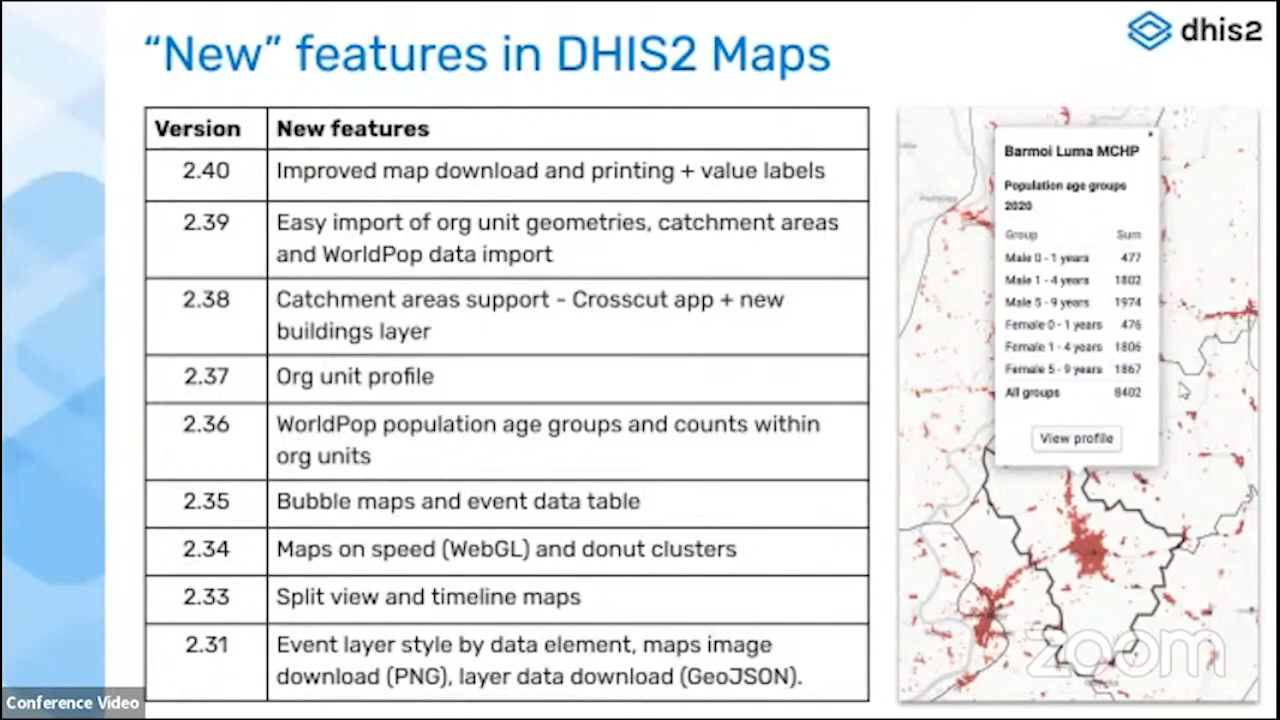 "New" features in DHIS2 Maps
dhis2
Version New features
2.40 Improved map download and printing + value labels
2.39 Easy import of org unit geometries, catchment areas
and WorldPop data import
2.38 Catchment areas support - Crosscut app + new
buildings layer
2.37 Org unit profile
2.36 WorldPop population age groups and counts within
org units
2.35 Bubble maps and event data table
2.34 Maps on speed (WebGL) and donut clusters
2.33 Split view and timeline maps
2.31 Event layer style by data element, maps image
download (PNG), layer data download (GeoJSON).
Barmoi Luma MCHP
Population age groups
2020
Group Sum
Male 0 - 1 years 477
Male 1 - 4 years 1802
Male 5 - 9 years 1974
Female 0 - 1 years 476
Female 1 - 4 years 1806
Female 5 - 9 years 1867
All groups 8402
View profile
zoom
Conference Video